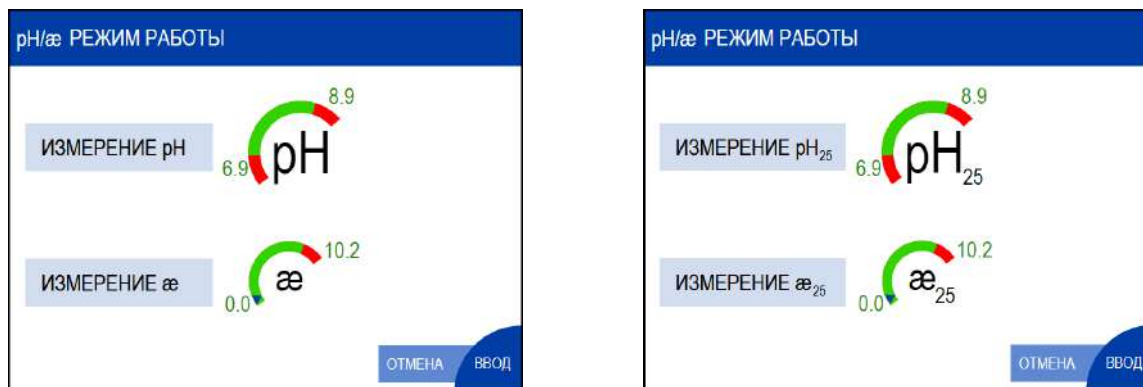 pH/æ РЕЖИМ РАБОТЫ
8.9
ИЗМЕРЕНИЕ pH
6.9
pH
10.2
ИЗМЕРЕНИЕ æ
æ
0.0
ОТМЕНА
ВВОД
pH/æ РЕЖИМ РАБОТЫ
8.9
ИЗМЕРЕНИЕ pH₂₅
6.9
pH₂₅
10.2
ИЗМЕРЕНИЕ æ₂₅
æ₂₅
0.0
ОТМЕНА
ВВОД